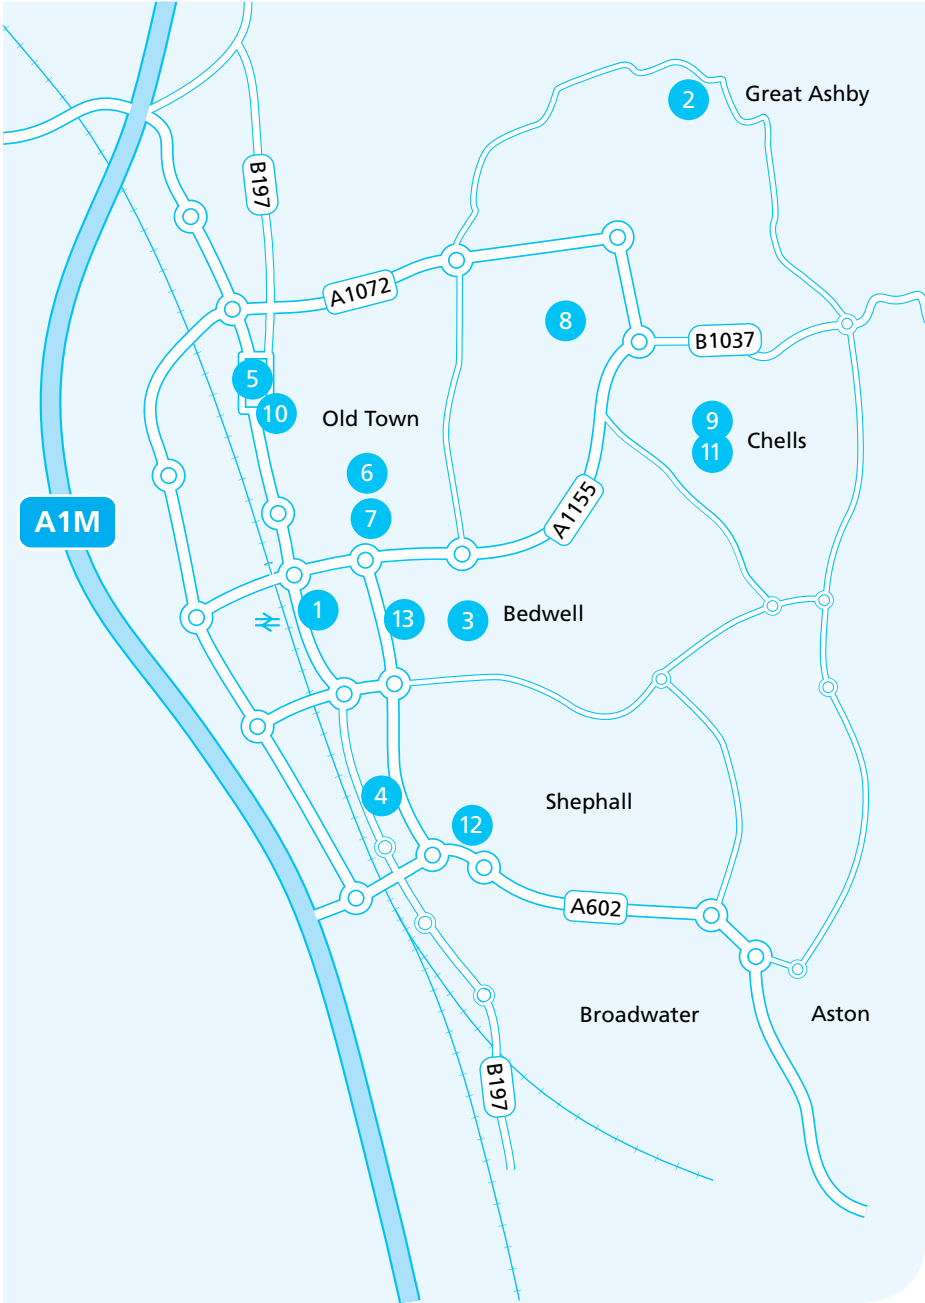 2
Great Ashby
B197
A1072
8
B1037
5
10
Old Town
9
Chells
11
6
7
A1M
A1155
1
13
3
Bedwell
4
Shephall
12
A602
Broadwater
Aston
B197